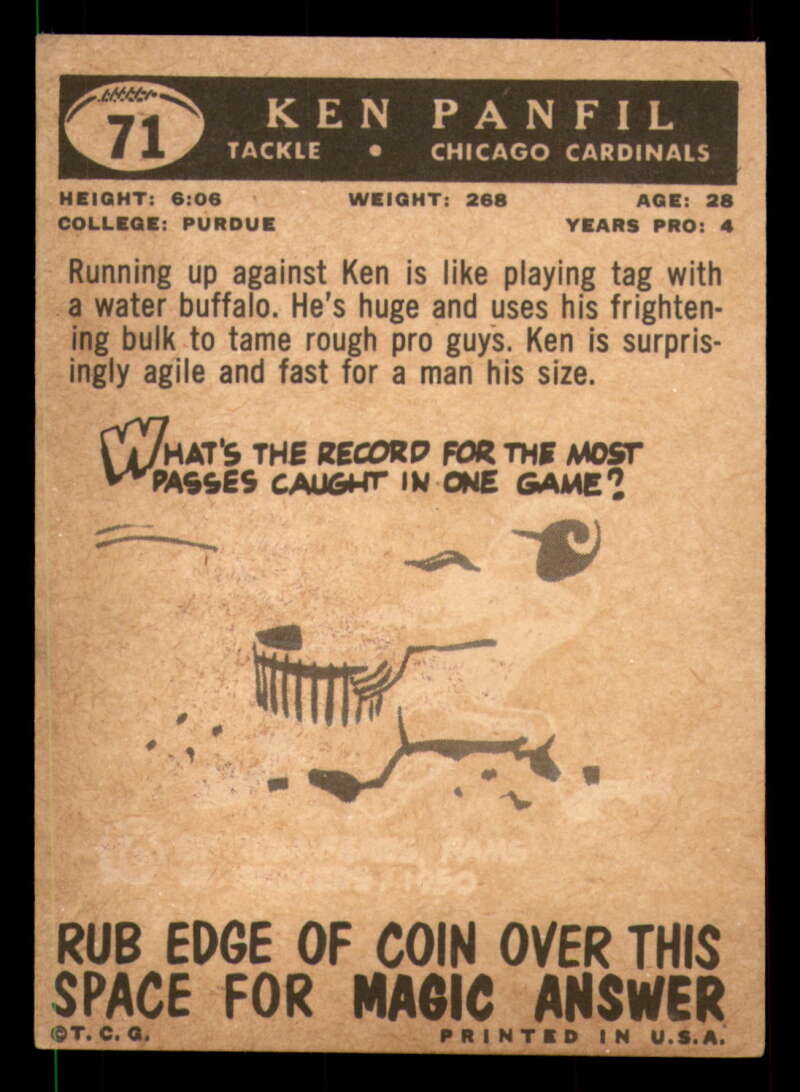 71
KEN PANFIL
TACKLE • CHICAGO CARDINALS
HEIGHT: 6:06 WEIGHT: 268 AGE: 28
COLLEGE: PURDUE YEARS PRO: 4
Running up against Ken is like playing tag with
a water buffalo. He's huge and uses his frighten-
ing bulk to tame rough pro guys. Ken is surpris-
ingly agile and fast for a man his size.
WHAT'S THE RECORD FOR THE MOST
PASSES CAUGHT IN ONE GAME?
RAMS
1950
RUB EDGE OF COIN OVER THIS
SPACE FOR MAGIC ANSWER
©T.C.G. PRINTED IN U.S.A.